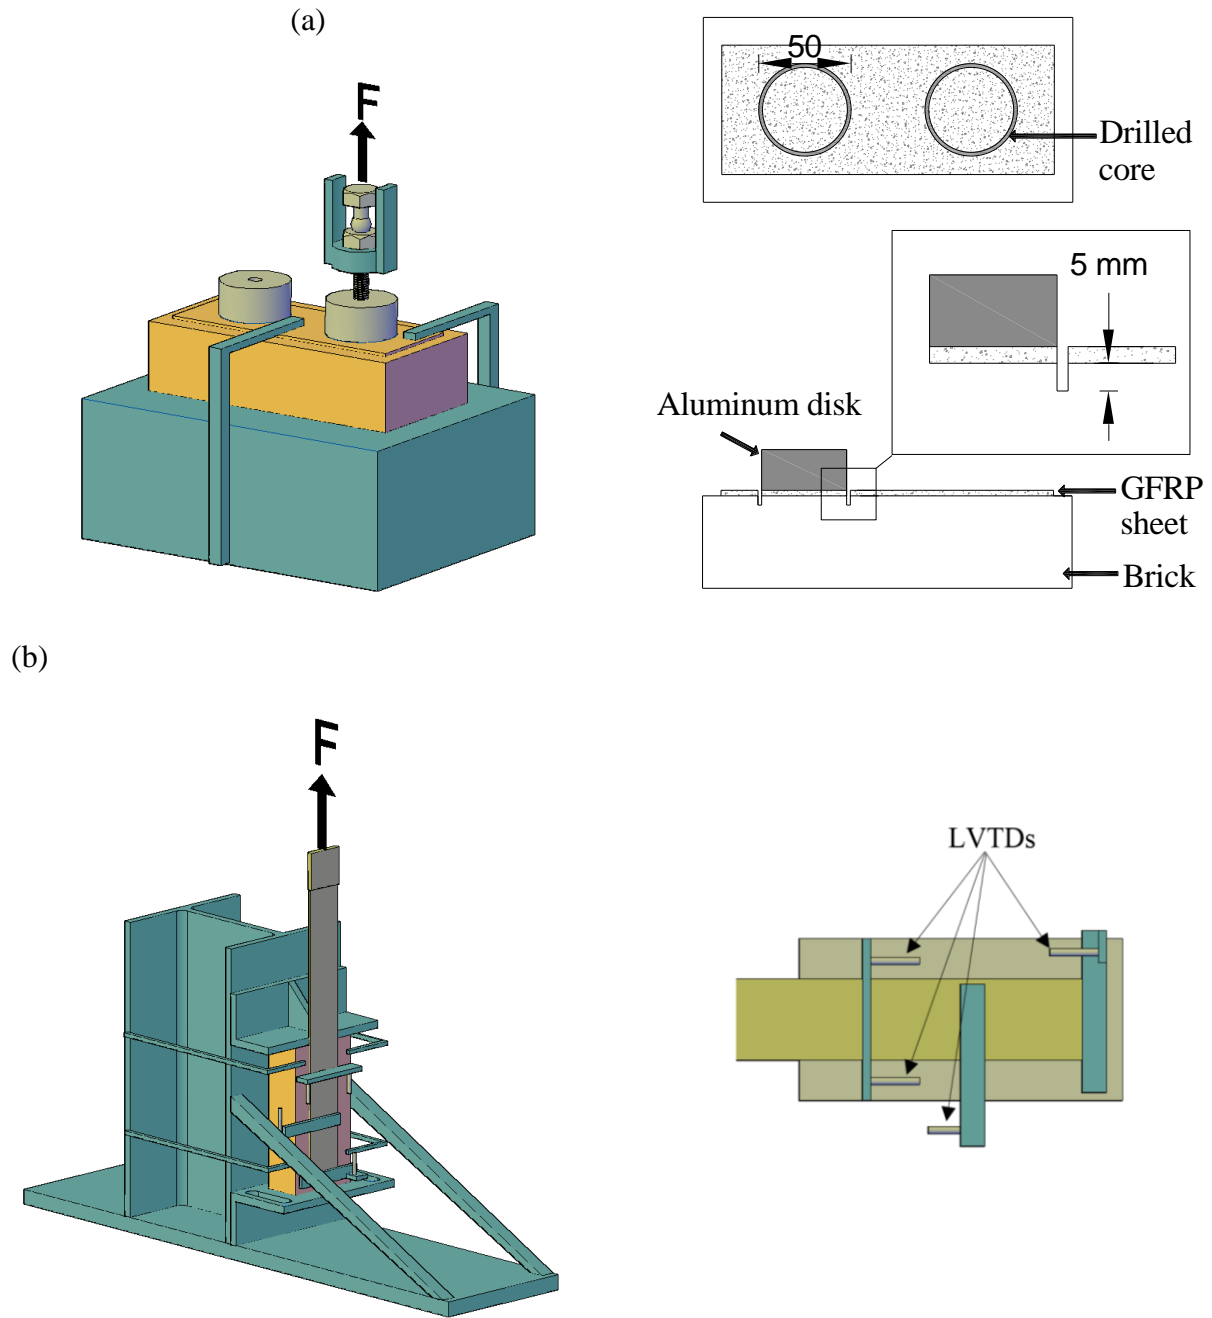 (a)
F
50
Drilled
core
5 mm
Aluminum disk
GFRP
sheet
Brick
(b)
F
LVTDs